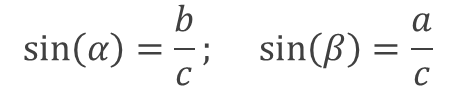 sin(α) = b/c; sin(β) = a/c